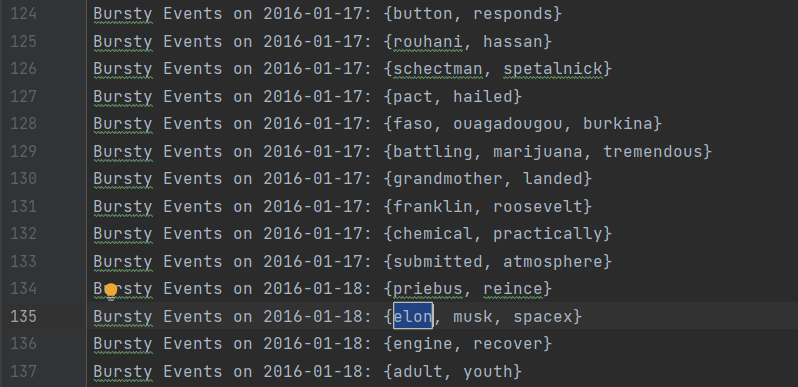 124 Bursty Events on 2016-01-17: {button, responds}
125 Bursty Events on 2016-01-17: {rouhani, hassan}
126 Bursty Events on 2016-01-17: {schectman, spetalnick}
127 Bursty Events on 2016-01-17: {pact, hailed}
128 Bursty Events on 2016-01-17: {faso, ouagadougou, burkina}
129 Bursty Events on 2016-01-17: {battling, marijuana, tremendous}
130 Bursty Events on 2016-01-17: {grandmother, landed}
131 Bursty Events on 2016-01-17: {franklin, roosevelt}
132 Bursty Events on 2016-01-17: {chemical, practically}
133 Bursty Events on 2016-01-17: {submitted, atmosphere}
134 Bursty Events on 2016-01-18: {priebus, reince}
135 Bursty Events on 2016-01-18: {elon, musk, spacex}
136 Bursty Events on 2016-01-18: {engine, recover}
137 Bursty Events on 2016-01-18: {adult, youth}